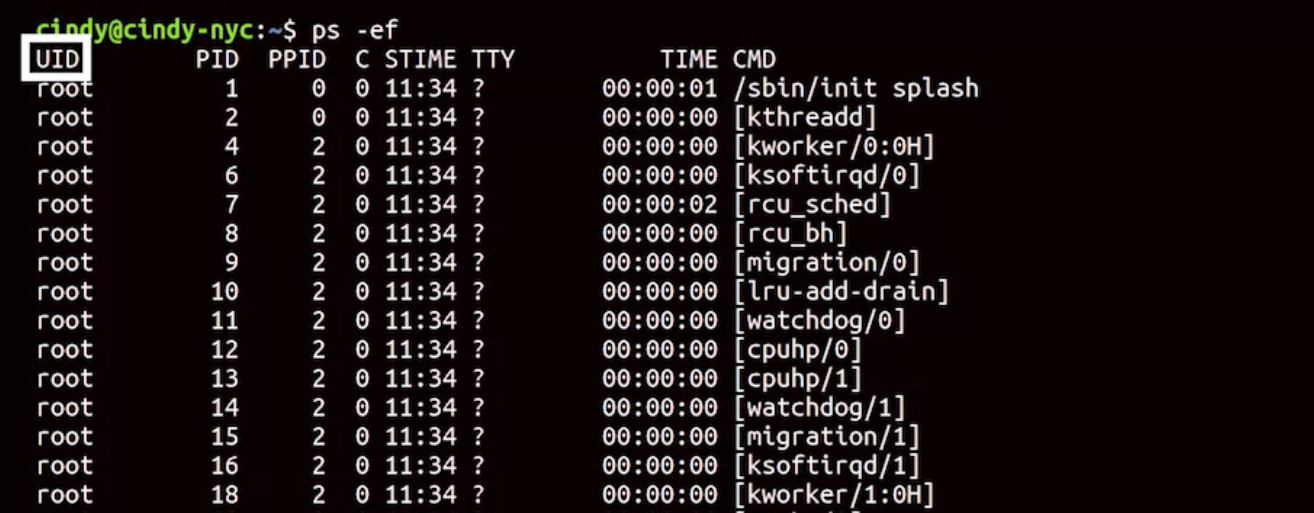 cindy@cindy-nyc:~$ ps -ef
UID PID PPID C STIME TTY TIME CMD
root 1 0 0 11:34 ? 00:00:01 /sbin/init splash
root 2 0 0 11:34 ? 00:00:00 [kthreadd]
root 4 2 0 11:34 ? 00:00:00 [kworker/0:0H]
root 6 2 0 11:34 ? 00:00:00 [ksoftirqd/0]
root 7 2 0 11:34 ? 00:00:02 [rcu_sched]
root 8 2 0 11:34 ? 00:00:00 [rcu_bh]
root 9 2 0 11:34 ? 00:00:00 [migration/0]
root 10 2 0 11:34 ? 00:00:00 [lru-add-drain]
root 11 2 0 11:34 ? 00:00:00 [watchdog/0]
root 12 2 0 11:34 ? 00:00:00 [cpuhp/0]
root 13 2 0 11:34 ? 00:00:00 [cpuhp/1]
root 14 2 0 11:34 ? 00:00:00 [watchdog/1]
root 15 2 0 11:34 ? 00:00:00 [migration/1]
root 16 2 0 11:34 ? 00:00:00 [ksoftirqd/1]
root 18 2 0 11:34 ? 00:00:00 [kworker/1:0H]